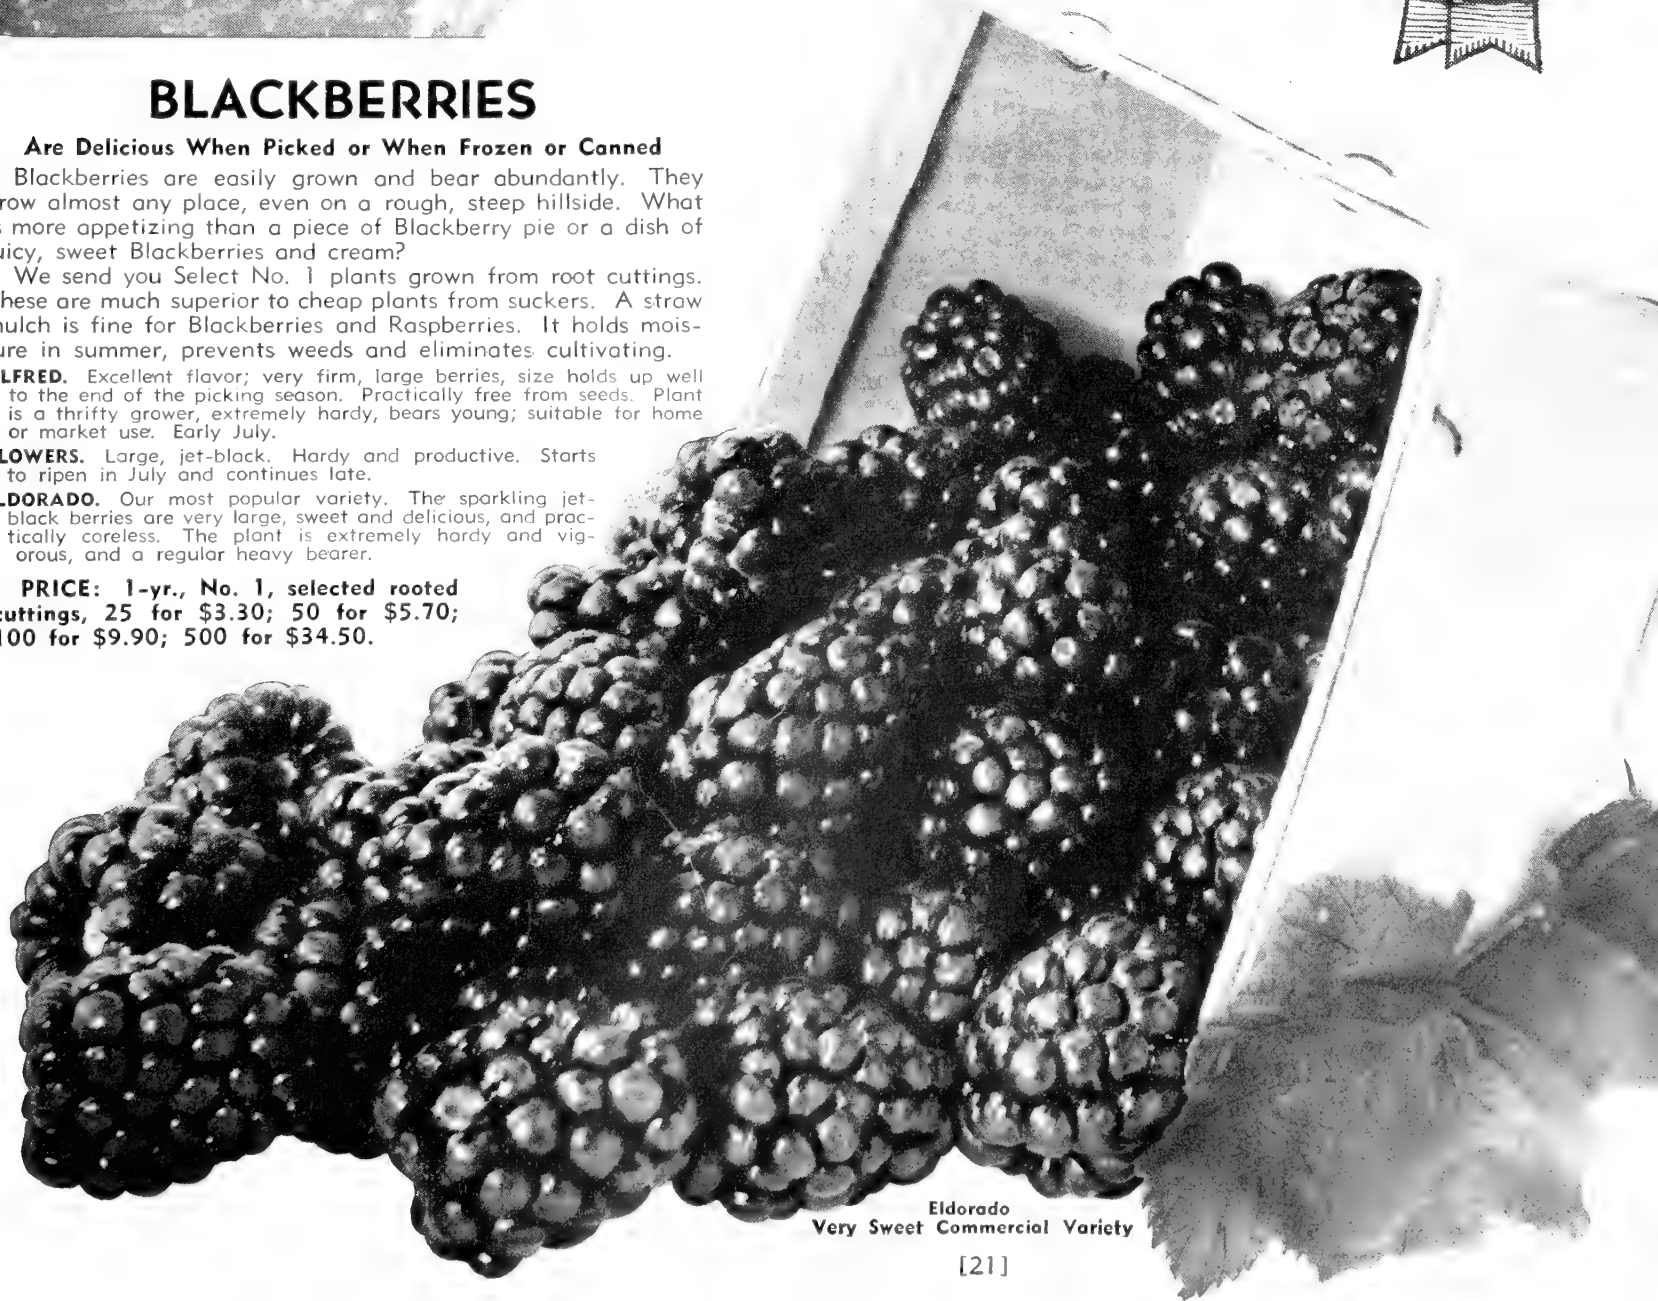 BLACKBERRIES
Are Delicious When Picked or When Frozen or Canned
Blackberries are easily grown and bear abundantly. They
row almost any place, even on a rough, steep hillside. What
s more appetizing than a piece of Blackberry pie or a dish of
uicy, sweet Blackberries and cream?
We send you Select No. 1 plants grown from root cuttings.
hese are much superior to cheap plants from suckers. A straw
nulch is fine for Blackberries and Raspberries. It holds mois-
ure in summer, prevents weeds and eliminates cultivating.
LFRED. Excellent flavor; very firm, large berries, size holds up well
to the end of the picking season. Practically free from seeds. Plant
is a thrifty grower, extremely hardy, bears young; suitable for home
or market use. Early July.
LOWERS. Large, jet-black. Hardy and productive. Starts
to ripen in July and continues late.
LDORADO. Our most popular variety. The sparkling jet-
black berries are very large, sweet and delicious, and prac-
tically coreless. The plant is extremely hardy and vig-
orous, and a regular heavy bearer.
PRICE: 1-yr., No. 1, selected rooted
cuttings, 25 for $3.30; 50 for $5.70;
100 for $9.90; 500 for $34.50.
Eldorado
Very Sweet Commercial Variety
[21]